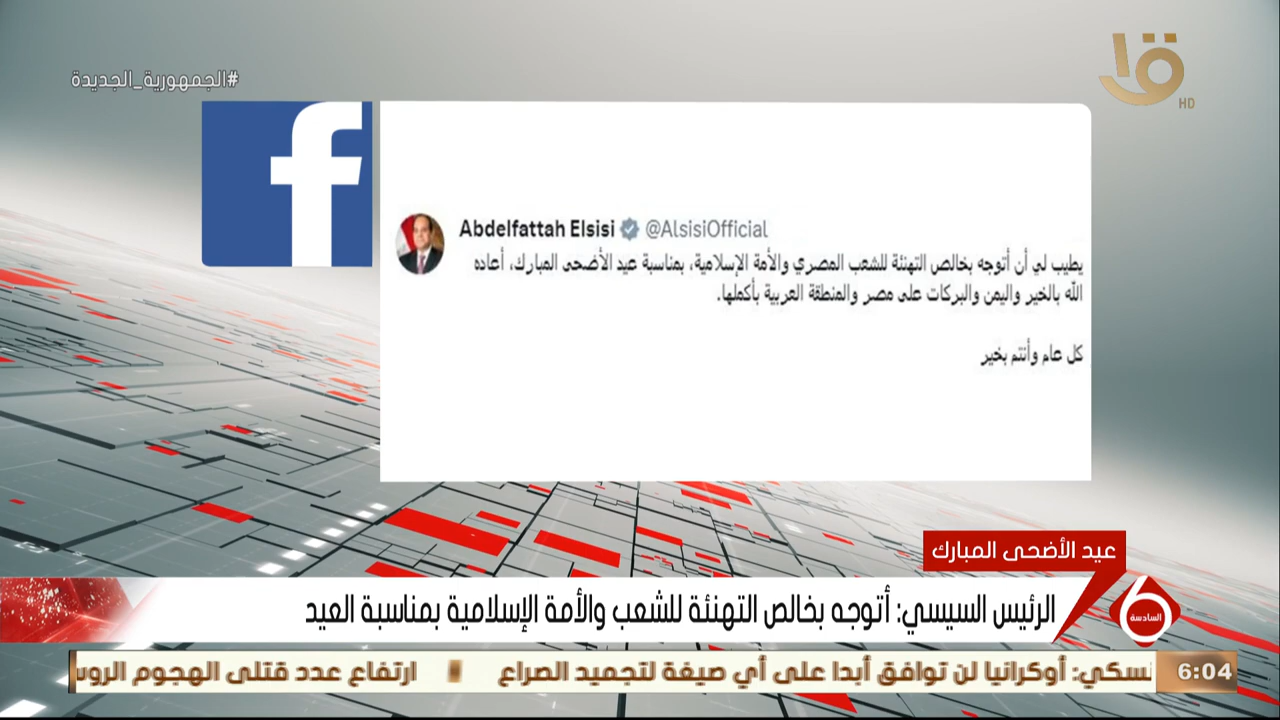 #الجمهورية_الجديدة
HD
Abdelfattah Elsisi @AlsisiOfficial
يطيب لي أن أتوجه بخالص التهنئة للشعب المصري والأمة الإسلامية، بمناسبة عيد الأضحى المبارك، أعاده
الله بالخير واليمن والبركات على مصر والمنطقة العربية بأكملها.
كل عام وأنتم بخير
عيد الأضحى المبارك
الرئيس السيسي: أتوجه بخالص التهنئة للشعب والأمة الإسلامية بمناسبة العيد
السادسة
6:04 نسكي: أوكرانيا لن توافق أبدا على أي صيغة لتجميد الصراع ارتفاع عدد قتلى الهجوم الروس